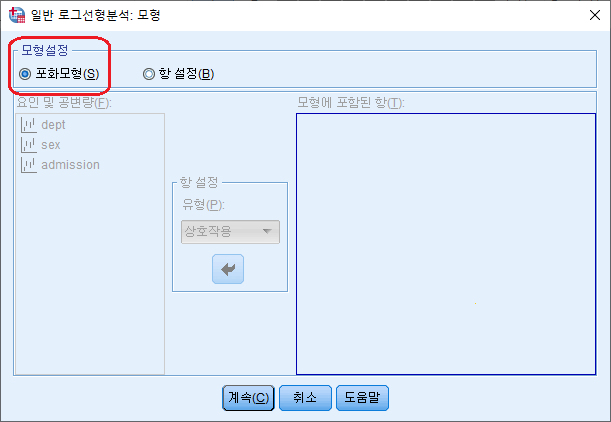 일반 로그선형분석: 모형
모형설정
포화모형(S) 항 설정(B)
요인 및 공변량(F): 모형에 포함된 항(T):
dept
sex
admission
항 설정
유형(P):
상호작용
계속(C) 취소 도움말